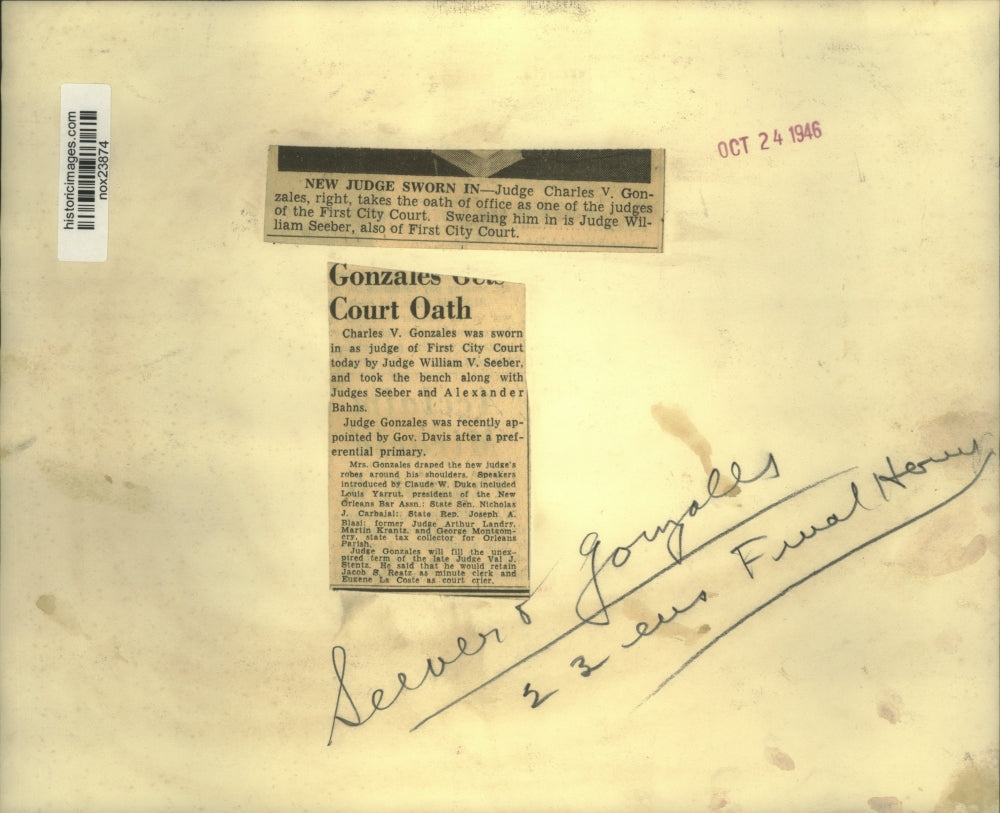 historicimages.com
nox23874
OCT 24 1946
NEW JUDGE SWORN IN—Judge Charles V. Gon-
zales, right, takes the oath of office as one of the judges
of the First City Court. Swearing him in is Judge Wil-
liam Seeber, also of First City Court.
Gonzales Gets
Court Oath
Charles V. Gonzales was sworn
in as judge of First City Court
today by Judge William V. Seeber,
and took the bench along with
Judges Seeber and Alexander
Bahns.
Judge Gonzales was recently ap-
pointed by Gov. Davis after a pref-
erential primary.
Mrs. Gonzales draped the new judge's
robes around his shoulders. Speakers
introduced by Claude W. Duke included
Louis Yarrut, president of the New
Orleans Bar Assn.; State Sen. Nicholas
J. Carbajal; State Rep. Joseph A.
Blasi; former Judge Arthur Landry,
Martin Krantz, and George Montgom-
ery, state tax collector for Orleans
Parish.
Judge Gonzales will fill the unex-
pired term of the late Judge Val J.
Stentz. He said that he would retain
Jacob S. Reatz as minute clerk and
Eugene La Coste as court crier.
Gonzalls
2 3 ems